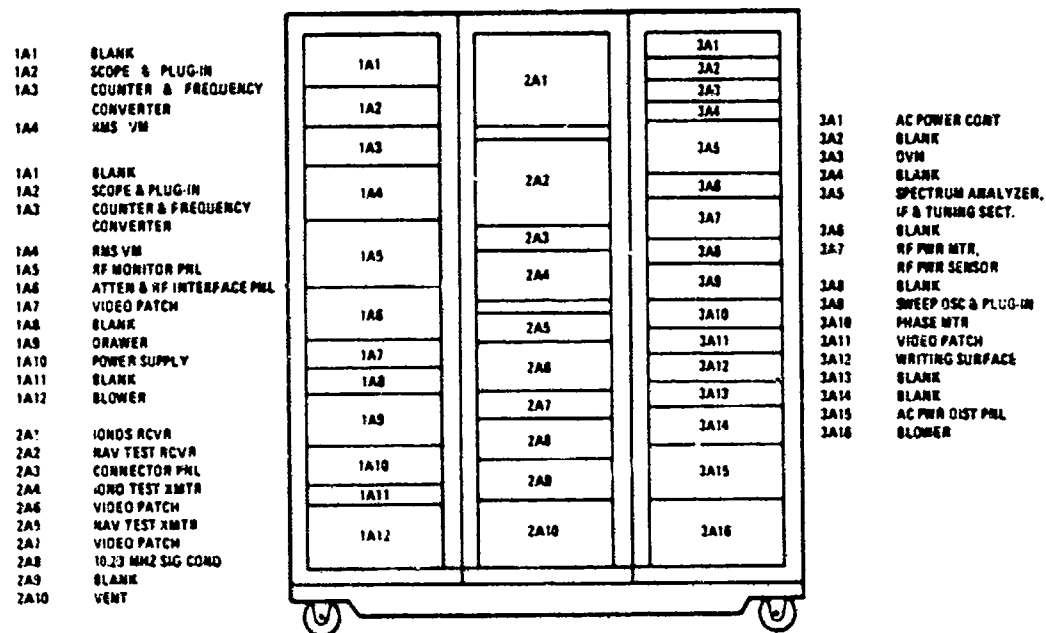 1A1 BLANK
1A2 SCOPE & PLUG-IN
1A3 COUNTER & FREQUENCY
CONVERTER
1A4 RMS VM
1A1 BLANK
1A2 SCOPE & PLUG-IN
1A3 COUNTER & FREQUENCY
CONVERTER
1A4 RMS VM
1A5 RF MONITOR PNL
1A6 ATTEN & RF INTERFACE PNL
1A7 VIDEO PATCH
1A8 BLANK
1A9 DRAWER
1A10 POWER SUPPLY
1A11 BLANK
1A12 BLOWER
2A1 IONDS RCVR
2A2 NAV TEST RCVR
2A3 CONNECTOR PNL
2A4 IONO TEST XMTR
2A6 VIDEO PATCH
2A5 NAV TEST XMTR
2A7 VIDEO PATCH
2A8 10.23 MHZ SIG COND
2A9 BLANK
2A10 VENT
1A1
1A2
1A3
1A4
1A5
1A6
1A7
1A8
1A9
1A10
1A11
1A12
2A1
2A2
2A3
2A4
2A5
2A6
2A7
2A8
2A9
2A10
3A1
3A2
3A3
3A4
3A5
3A6
3A7
3A8
3A9
3A10
3A11
3A12
3A13
3A14
3A15
3A16
3A1 AC POWER CONT
3A2 BLANK
3A3 DVM
3A4 BLANK
3A5 SPECTRUM ANALYZER,
IF & TUNING SECT.
3A6 BLANK
3A7 RF PWR MTR,
RF PWR SENSOR
3A8 BLANK
3A9 SWEEP OSC & PLUG-IN
3A10 PHASE MTR
3A11 VIDEO PATCH
3A12 WRITING SURFACE
3A13 BLANK
3A14 BLANK
3A15 AC PWR DIST PNL
3A16 BLOWER